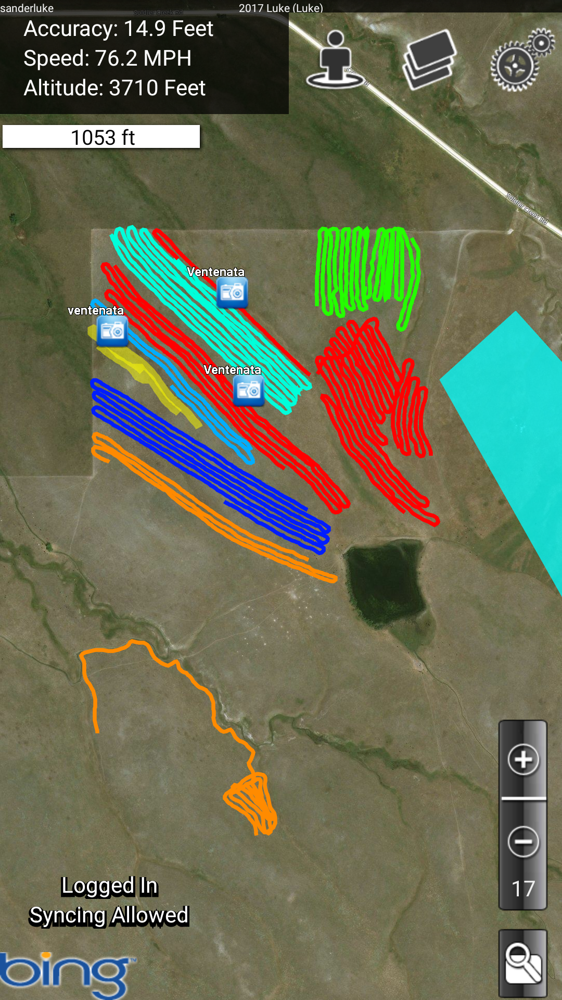 sanderluke
2017 Luke (Luke)
Soldier Creek Rd
Accuracy: 14.9 Feet
Speed: 76.2 MPH
Altitude: 3710 Feet
1053 ft
Soldier Creek Rd
Ventenata
ventenata
Ventenata
17
Logged In
Syncing Allowed
bing™